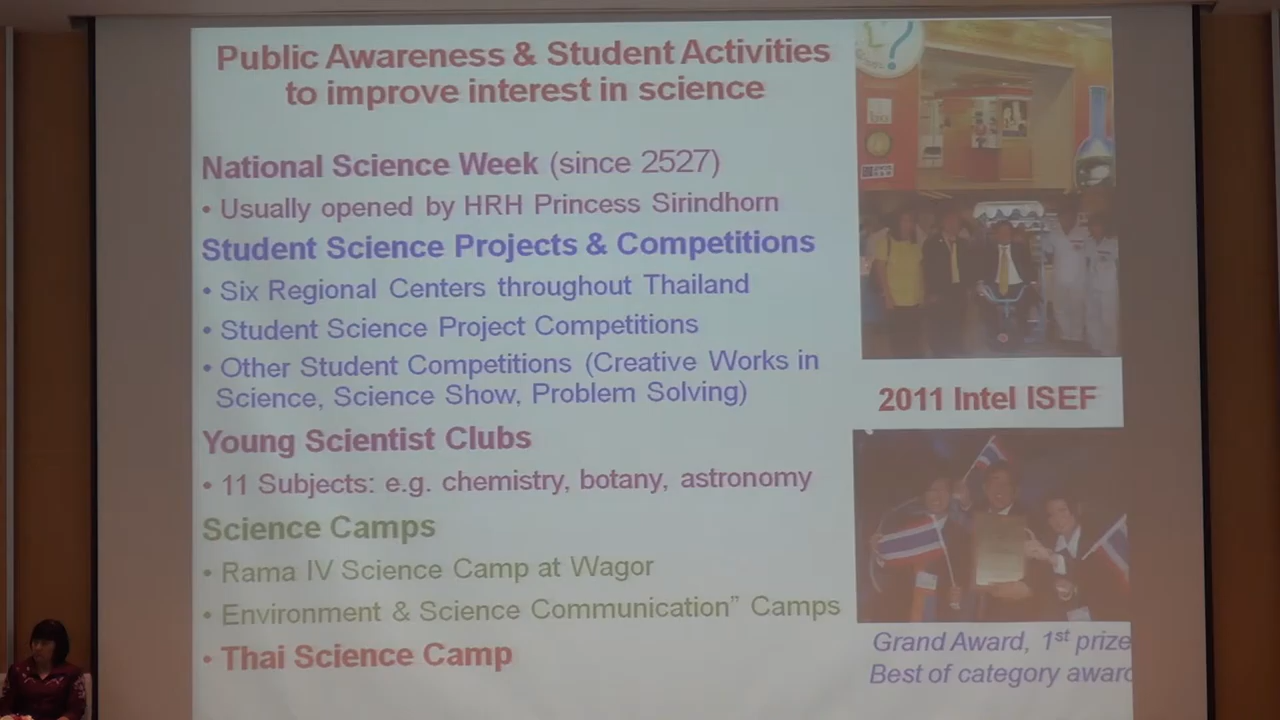 Public Awareness & Student Activities
to improve interest in science
National Science Week (since 2527)
• Usually opened by HRH Princess Sirindhorn
Student Science Projects & Competitions
• Six Regional Centers throughout Thailand
• Student Science Project Competitions
• Other Student Competitions (Creative Works in
Science, Science Show, Problem Solving)
Young Scientist Clubs
• 11 Subjects: e.g. chemistry, botany, astronomy
Science Camps
• Rama IV Science Camp at Wagor
• Environment & Science Communication” Camps
• Thai Science Camp
2011 Intel ISEF
Grand Award, 1st prize
Best of category award